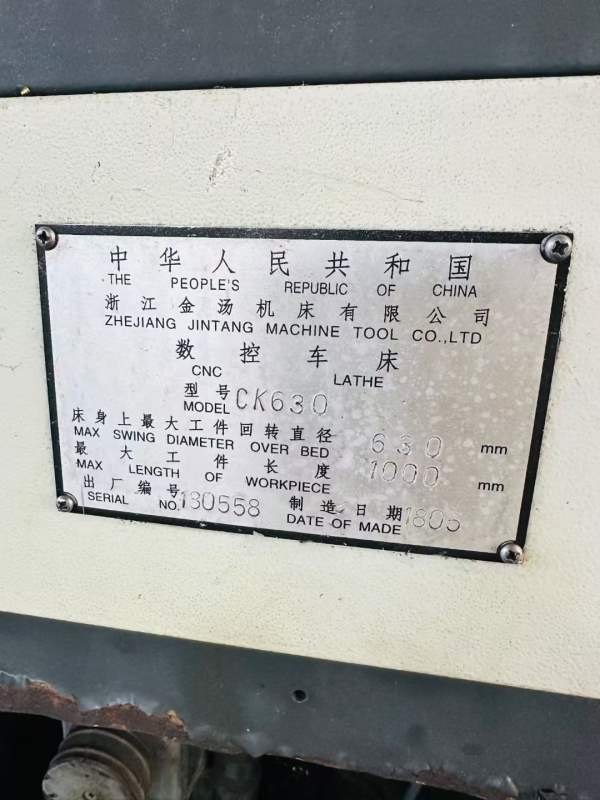 中华人民共和国
THE PEOPLE'S REPUBLIC OF CHINA
浙江金汤机床有限公司
ZHEJIANG JINTANG MACHINE TOOL CO.,LTD
数控车床
CNC LATHE
型号
MODEL CK630
床身上最大工件回转直径
MAX SWING DIAMETER OVER BED 630 mm
最大工件长度
MAX LENGTH OF WORKPIECE 1000 mm
出厂编号 制造日期
SERIAL NO. 180558 DATE OF MADE 1805